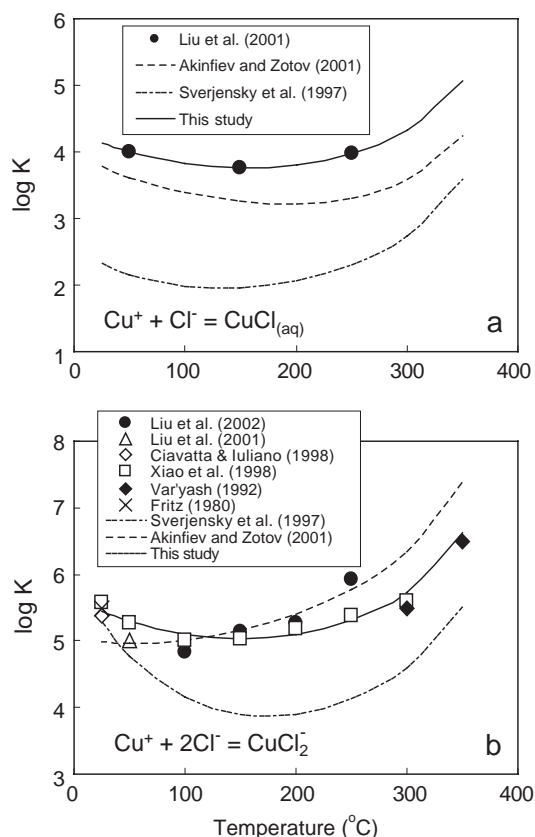 6
5
4
3
2
1
log K
Liu et al. (2001)
Akinfiev and Zotov (2001)
Sverjensky et al. (1997)
This study
Cu⁺ + Cl⁻ = CuCl(aq)
a
0 100 200 300 400
8
7
6
5
4
3
log K
Liu et al. (2002)
Liu et al. (2001)
Ciavatta & Iuliano (1998)
Xiao et al. (1998)
Var'yash (1992)
Fritz (1980)
Sverjensky et al. (1997)
Akinfiev and Zotov (2001)
This study
Cu⁺ + 2Cl⁻ = CuCl₂⁻
b
0 100 200 300 400
Temperature (°C)